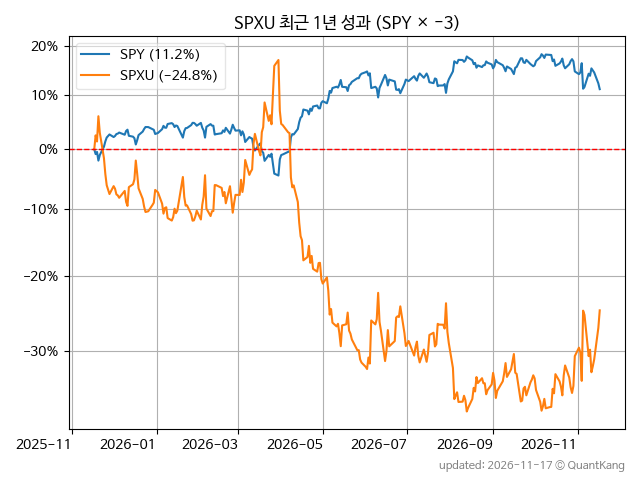 SPXU 최근 1년 성과 (SPY × -3)
SPY (11.2%)
SPXU (-24.8%)
20%
10%
0%
-10%
-20%
-30%
2025-11 2026-01 2026-03 2026-05 2026-07 2026-09 2026-11
updated: 2026-11-17 © QuantKang